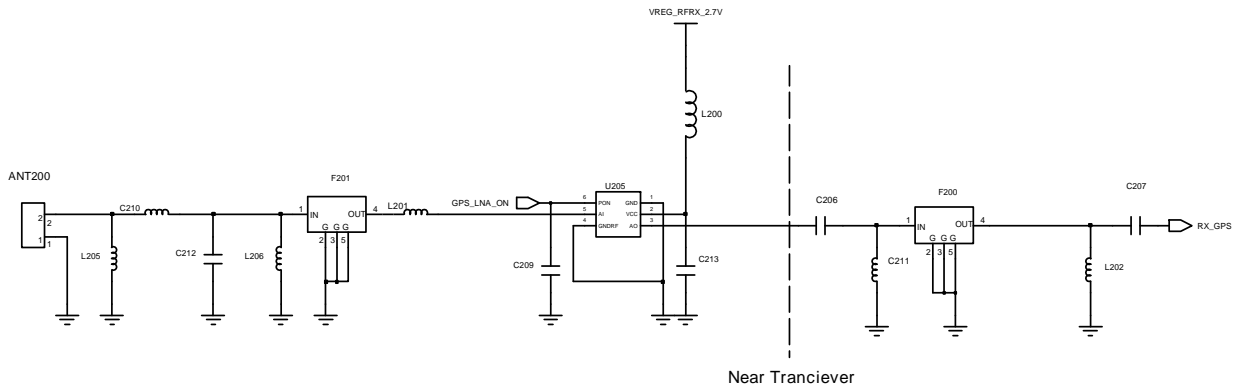 VREG_RFRX_2.7V
L200
ANT200
C210
F201
L201
GPS_LNA_ON
U205
C206
F200
C207
2
2
1
1
L205
C212
L206
1
IN
OUT
4
G G G
2
3
5
6
PON
GND
1
5
AI
VCC
2
4
GNDRF
AO
3
C209
C213
1
IN
OUT
4
G G G
2
3
5
C211
L202
RX_GPS
Near Tranciever